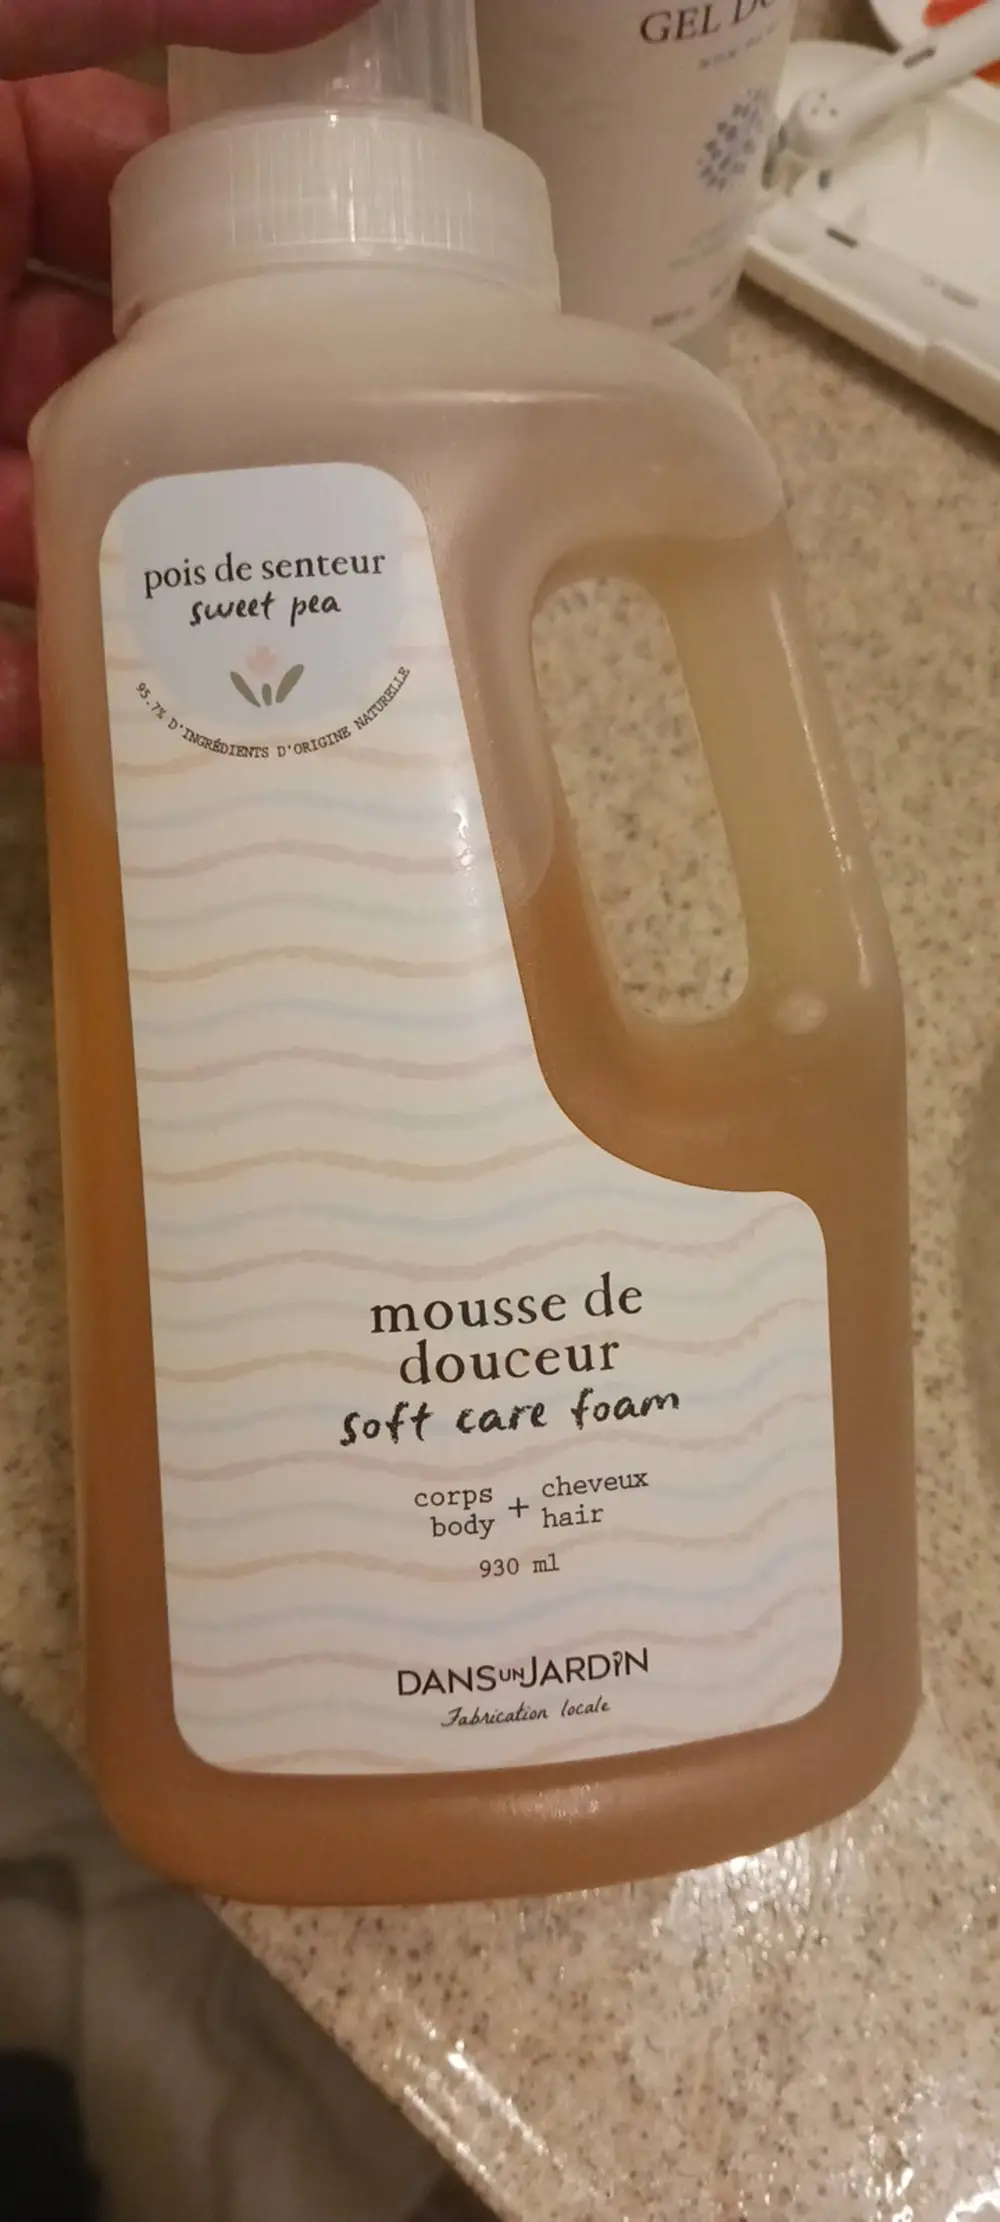 GEL
pois de senteur
sweet pea
95.7% D'INGRÉDIENTS D'ORIGINE NATURELLE
mousse de
douceur
soft care foam
corps + cheveux
body hair
930 ml
DANS UN JARDIN
Fabrication locale